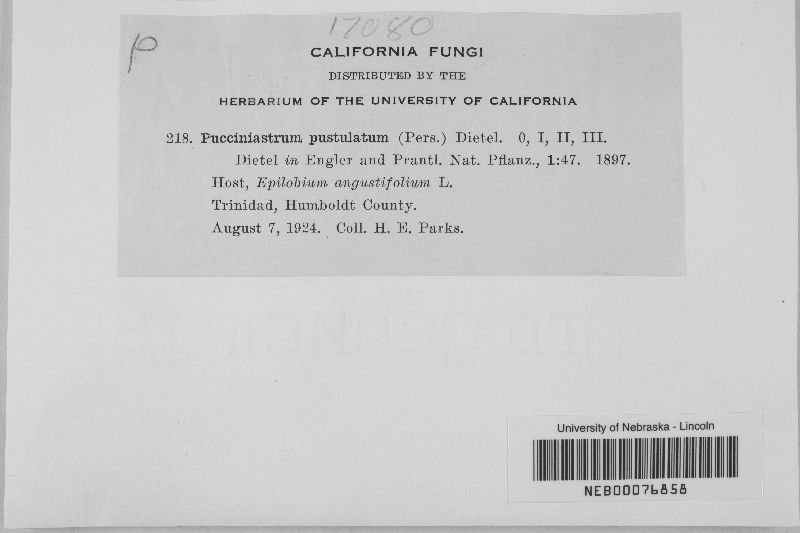 17080
p
CALIFORNIA FUNGI
DISTRIBUTED BY THE
HERBARIUM OF THE UNIVERSITY OF CALIFORNIA
218. Pucciniastrum pustulatum (Pers.) Dietel. 0, I, II, III.
Dietel in Engler and Prantl. Nat. Pflanz., 1:47. 1897.
Host, Epilobium angustifolium L.
Trinidad, Humboldt County.
August 7, 1924. Coll. H. E. Parks.
University of Nebraska - Lincoln
NEB00076858